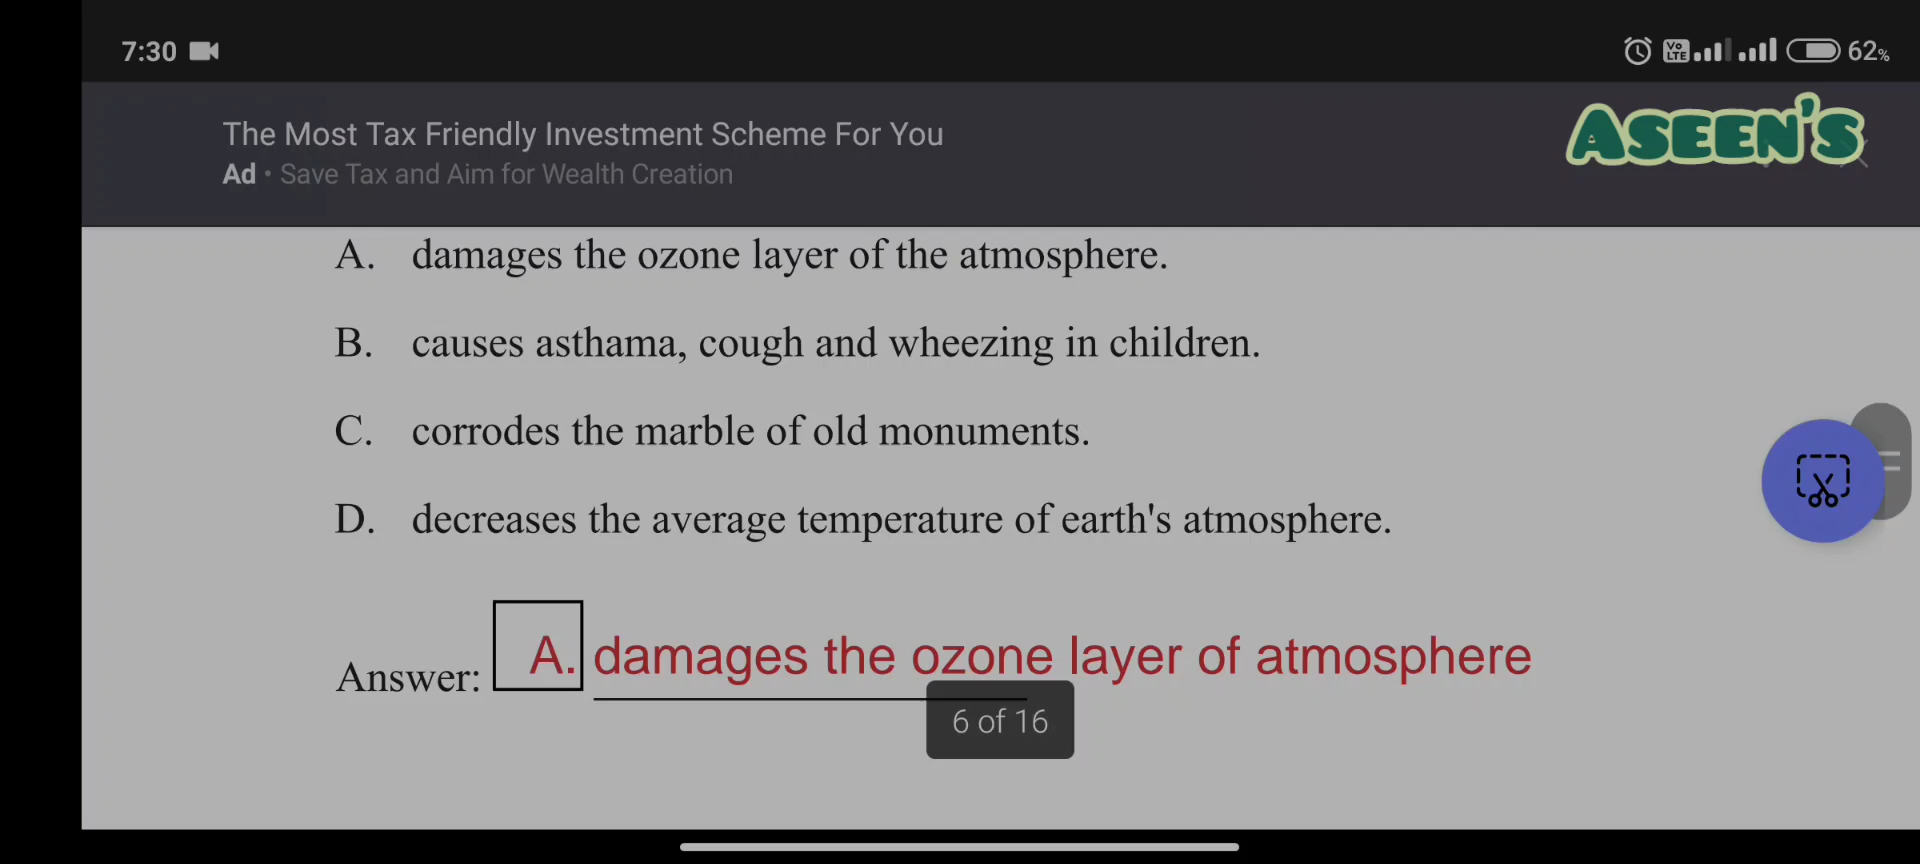 7:30 Vo LTE 62%
The Most Tax Friendly Investment Scheme For You
ASEEN'S
Ad • Save Tax and Aim for Wealth Creation
A. damages the ozone layer of the atmosphere.
B. causes asthama, cough and wheezing in children.
C. corrodes the marble of old monuments.
D. decreases the average temperature of earth's atmosphere.
Answer: A. damages the ozone layer of atmosphere
6 of 16